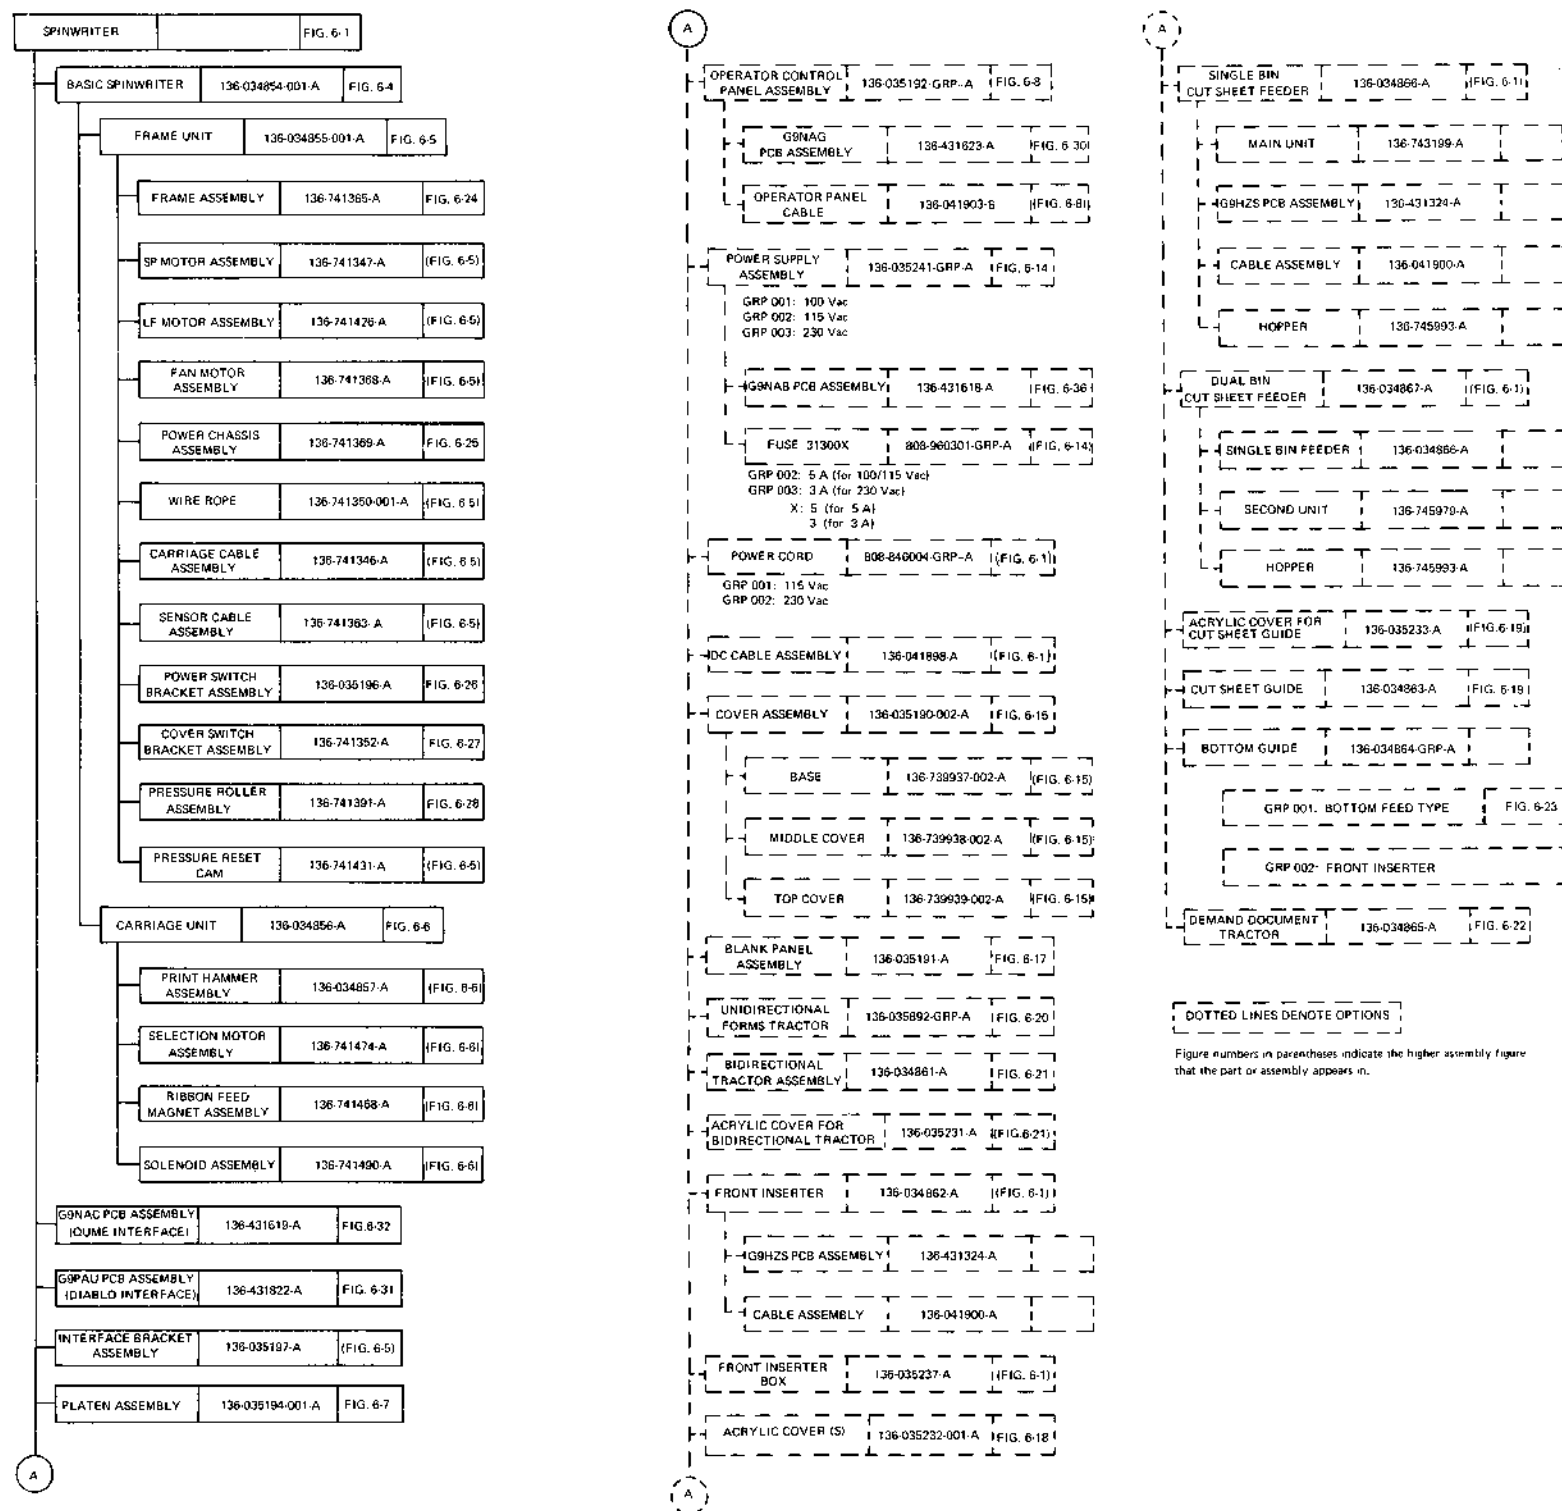 SPINWRITER FIG. 6-1
BASIC SPINWRITER 136-034854-001-A FIG. 6-4
FRAME UNIT 136-034855-001-A FIG. 6-5
FRAME ASSEMBLY 136-741365-A FIG. 6-24
SP MOTOR ASSEMBLY 136-741347-A (FIG. 6-5)
LF MOTOR ASSEMBLY 136-741426-A (FIG. 6-5)
FAN MOTOR
ASSEMBLY 136-741368-A (FIG. 6-5)
POWER CHASSIS
ASSEMBLY 136-741369-A FIG. 6-25
WIRE ROPE 136-741350-001-A (FIG. 6-5)
CARRIAGE CABLE
ASSEMBLY 136-741346-A (FIG. 6-5)
SENSOR CABLE
ASSEMBLY 136-741363-A (FIG. 6-5)
POWER SWITCH
BRACKET ASSEMBLY 136-035196-A FIG. 6-26
COVER SWITCH
BRACKET ASSEMBLY 136-741352-A FIG. 6-27
PRESSURE ROLLER
ASSEMBLY 136-741391-A FIG. 6-28
PRESSURE RESET
CAM 136-741431-A (FIG. 6-5)
CARRIAGE UNIT 136-034856-A FIG. 6-6
PRINT HAMMER
ASSEMBLY 136-034857-A (FIG. 6-6)
SELECTION MOTOR
ASSEMBLY 136-741474-A (FIG. 6-6)
RIBBON FEED
MAGNET ASSEMBLY 136-741468-A (FIG. 6-6)
SOLENOID ASSEMBLY 136-741490-A (FIG. 6-6)
G9NAC PCB ASSEMBLY
(QUME INTERFACE) 136-431619-A FIG. 6-32
G9PAU PCB ASSEMBLY
(DIABLO INTERFACE) 136-431822-A FIG. 6-31
INTERFACE BRACKET
ASSEMBLY 136-035197-A (FIG. 6-5)
PLATEN ASSEMBLY 136-035194-001-A FIG. 6-7
A
A
OPERATOR CONTROL
PANEL ASSEMBLY 136-035192-GRP-A FIG. 6-8
G9NAG
PCB ASSEMBLY 136-431623-A (FIG. 6-30)
OPERATOR PANEL
CABLE 136-041903-B (FIG. 6-8)
POWER SUPPLY
ASSEMBLY 136-035241-GRP-A FIG. 6-14
GRP 001: 100 Vac
GRP 002: 115 Vac
GRP 003: 230 Vac
G9NAB PCB ASSEMBLY 136-431618-A (FIG. 6-36)
FUSE 31300X 808-960301-GRP-A (FIG. 6-14)
GRP 002: 5 A (for 100/115 Vac)
GRP 003: 3 A (for 230 Vac)
X: 5 (for 5 A)
3 (for 3 A)
POWER CORD 808-846004-GRP-A (FIG. 6-1)
GRP 001: 115 Vac
GRP 002: 230 Vac
DC CABLE ASSEMBLY 136-041898-A (FIG. 6-1)
COVER ASSEMBLY 136-035190-002-A FIG. 6-15
BASE 136-739937-002-A (FIG. 6-15)
MIDDLE COVER 136-739938-002-A (FIG. 6-15)
TOP COVER 136-739939-002-A (FIG. 6-15)
BLANK PANEL
ASSEMBLY 136-035191-A FIG. 6-17
UNIDIRECTIONAL
FORMS TRACTOR 136-035892-GRP-A FIG. 6-20
BIDIRECTIONAL
TRACTOR ASSEMBLY 136-034861-A FIG. 6-21
ACRYLIC COVER FOR
BIDIRECTIONAL TRACTOR 136-035231-A (FIG. 6-21)
FRONT INSERTER 136-034862-A (FIG. 6-1)
G9HZS PCB ASSEMBLY 136-431324-A
CABLE ASSEMBLY 136-041900-A
FRONT INSERTER
BOX 136-035237-A (FIG. 6-1)
ACRYLIC COVER (S) 136-035232-001-A FIG. 6-18
A
A
SINGLE BIN
CUT SHEET FEEDER 136-034866-A (FIG. 6-1)
MAIN UNIT 136-743199-A
G9HZS PCB ASSEMBLY 136-431324-A
CABLE ASSEMBLY 136-041900-A
HOPPER 136-745993-A
DUAL BIN
CUT SHEET FEEDER 136-034867-A (FIG. 6-1)
SINGLE BIN FEEDER 136-034866-A
SECOND UNIT 136-745979-A
HOPPER 136-745993-A
ACRYLIC COVER FOR
CUT SHEET GUIDE 136-035233-A (FIG. 6-19)
CUT SHEET GUIDE 136-034863-A FIG. 6-19
BOTTOM GUIDE 136-034864-GRP-A
GRP 001. BOTTOM FEED TYPE FIG. 6-23
GRP 002- FRONT INSERTER
DEMAND DOCUMENT
TRACTOR 136-034865-A FIG. 6-22
DOTTED LINES DENOTE OPTIONS
Figure numbers in parentheses indicate the higher assembly figure
that the part or assembly appears in.